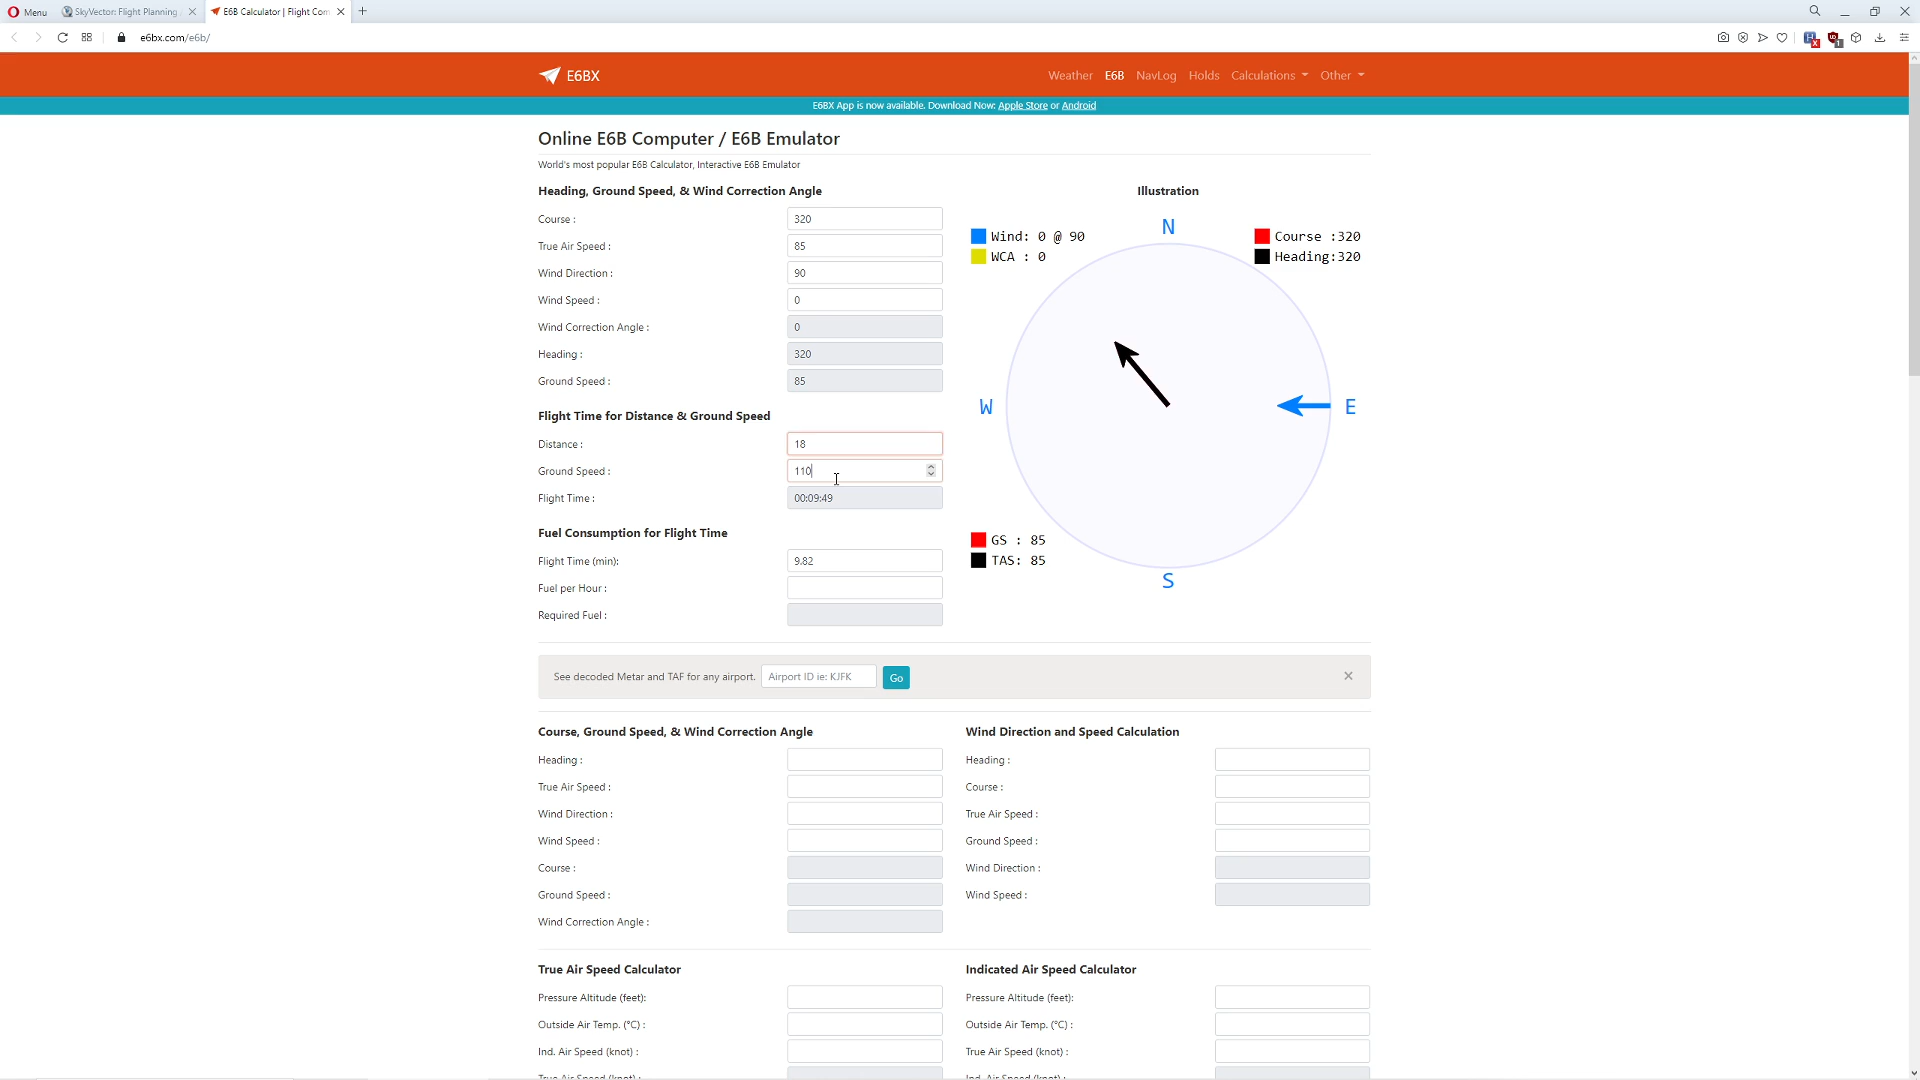 Menu
SkyVector: Flight Planning
E6B Calculator | Flight Com
e6bx.com/e6b/
E6BX
Weather E6B NavLog Holds Calculations Other
E6BX App is now available. Download Now: Apple Store or Android
Online E6B Computer / E6B Emulator
World's most popular E6B Calculator, Interactive E6B Emulator
Heading, Ground Speed, & Wind Correction Angle
Course : 320
True Air Speed : 85
Wind Direction : 90
Wind Speed : 0
Wind Correction Angle : 0
Heading : 320
Ground Speed : 85
Illustration
Wind: 0 @ 90
WCA : 0
Course :320
Heading:320
N
W
E
S
GS : 85
TAS: 85
Flight Time for Distance & Ground Speed
Distance : 18
Ground Speed : 110
Flight Time : 00:09:49
Fuel Consumption for Flight Time
Flight Time (min): 9.82
Fuel per Hour :
Required Fuel :
See decoded Metar and TAF for any airport. Airport ID ie: KJFK Go
Course, Ground Speed, & Wind Correction Angle
Heading :
True Air Speed :
Wind Direction :
Wind Speed :
Course :
Ground Speed :
Wind Correction Angle :
Wind Direction and Speed Calculation
Heading :
Course :
True Air Speed :
Ground Speed :
Wind Direction :
Wind Speed :
True Air Speed Calculator
Pressure Altitude (feet):
Outside Air Temp. (°C) :
Ind. Air Speed (knot) :
True Air Speed (knot) :
Indicated Air Speed Calculator
Pressure Altitude (feet):
Outside Air Temp. (°C) :
True Air Speed (knot) :
Ind. Air Speed (knot) :